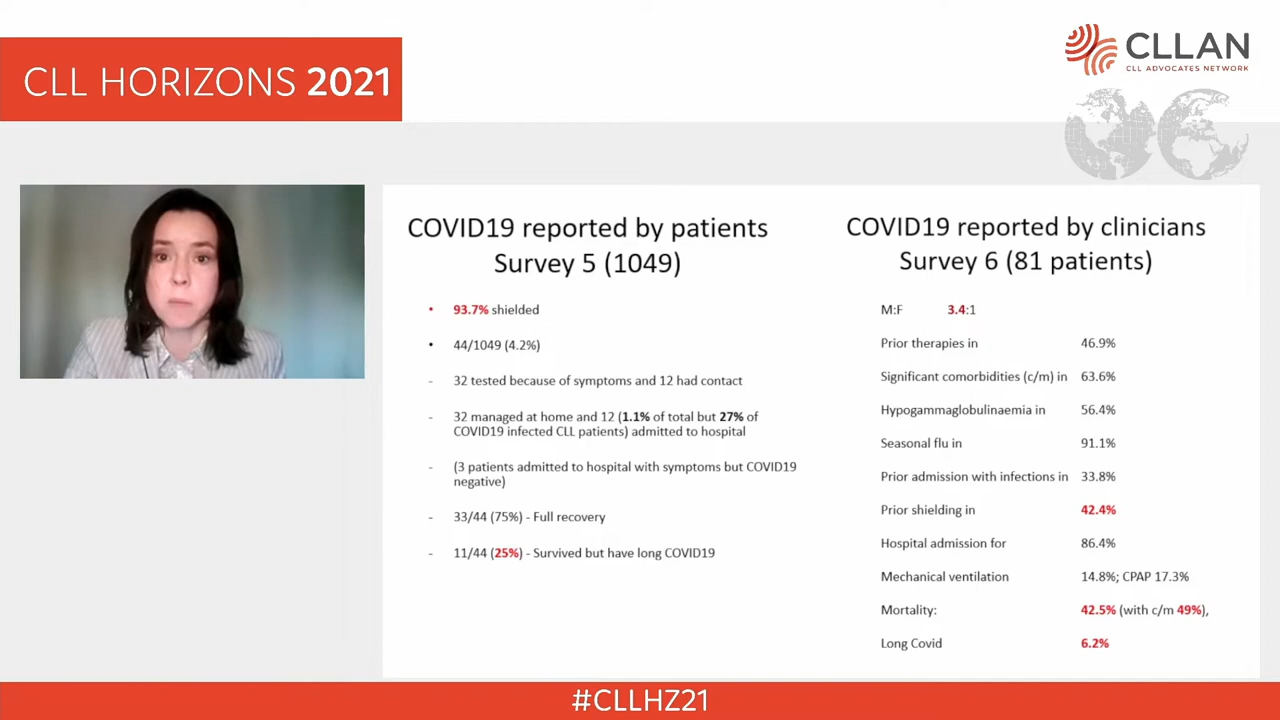 CLL HORIZONS 2021
CLLAN
CLL ADVOCATES NETWORK
COVID19 reported by patients
Survey 5 (1049)
• 93.7% shielded
• 44/1049 (4.2%)
- 32 tested because of symptoms and 12 had contact
- 32 managed at home and 12 (1.1% of total but 27% of
COVID19 infected CLL patients) admitted to hospital
- (3 patients admitted to hospital with symptoms but COVID19
negative)
- 33/44 (75%) - Full recovery
- 11/44 (25%) - Survived but have long COVID19
COVID19 reported by clinicians
Survey 6 (81 patients)
M:F 3.4:1
Prior therapies in 46.9%
Significant comorbidities (c/m) in 63.6%
Hypogammaglobulinaemia in 56.4%
Seasonal flu in 91.1%
Prior admission with infections in 33.8%
Prior shielding in 42.4%
Hospital admission for 86.4%
Mechanical ventilation 14.8%; CPAP 17.3%
Mortality: 42.5% (with c/m 49%),
Long Covid 6.2%
#CLLHZ21